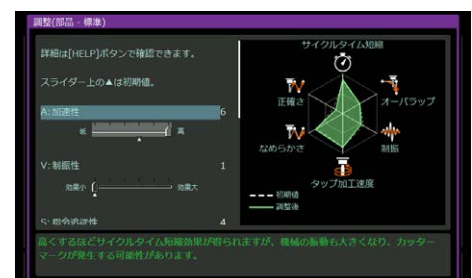 調整(部品 - 標準)
詳細は[HELP]ボタンで確認できます。
スライダー上の▲は初期値。
A: 加速性 6
低 高
V: 制振性 1
効果小 効果大
S: 指令追従性 4
サイクルタイム短縮
正確さ
オーバラップ
なめらかさ
制振
タップ加工速度
初期値
調整後
高くするほどサイクルタイム短縮効果が得られますが、機械の振動も大きくなり、カッター
マークが発生する可能性があります。